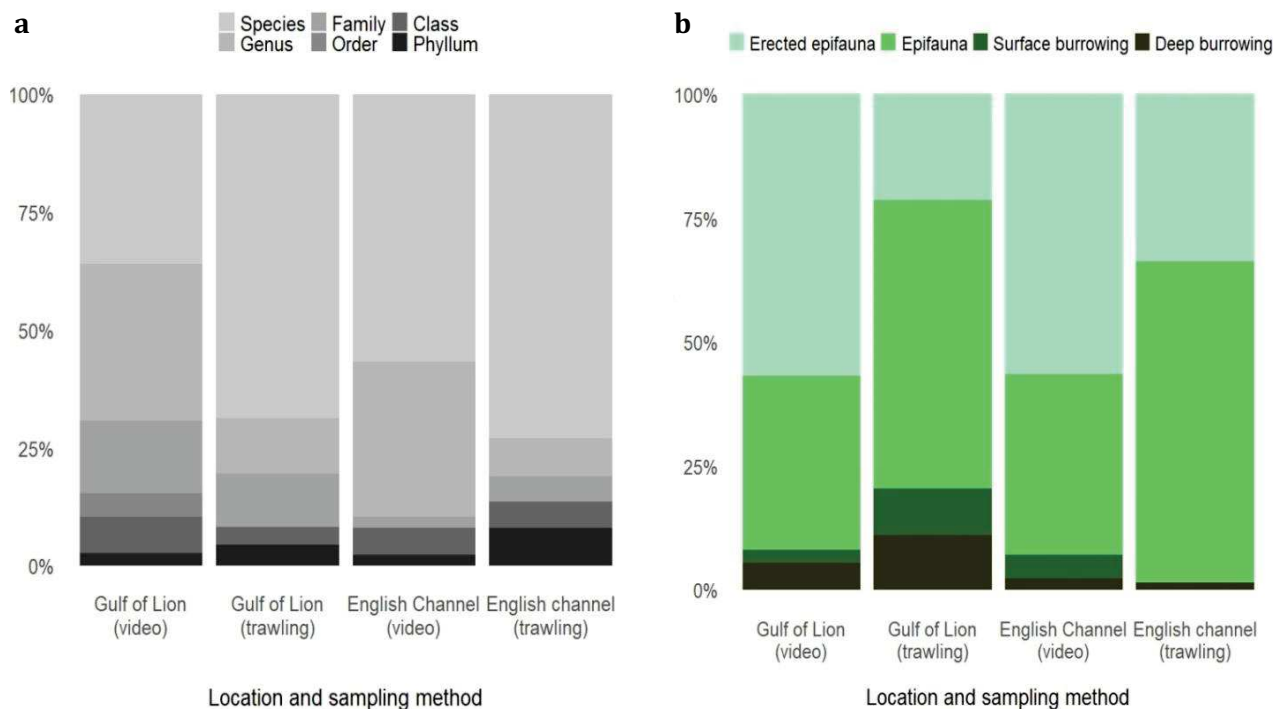 a
Species Family Class
Genus Order Phyllum
100%
75%
50%
25%
0%
Gulf of Lion Gulf of Lion English Channel English channel
(video) (trawling) (video) (trawling)
Location and sampling method
b
Erected epifauna Epifauna Surface burrowing Deep burrowing
100%
75%
50%
25%
0%
Gulf of Lion Gulf of Lion English Channel English channel
(video) (trawling) (video) (trawling)
Location and sampling method